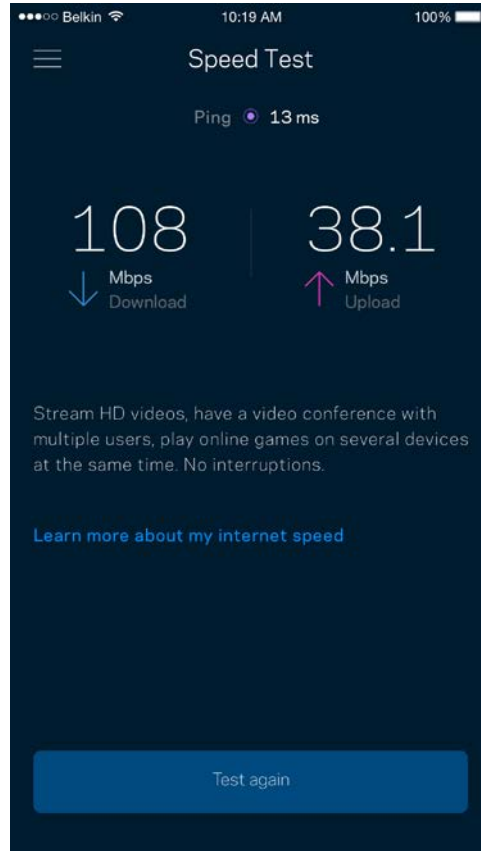 Belkin 10:19 AM 100%
Speed Test
Ping 13 ms
108 38.1
Mbps Mbps
Download Upload
Stream HD videos, have a video conference with
multiple users, play online games on several devices
at the same time. No interruptions.
Learn more about my internet speed
Test again